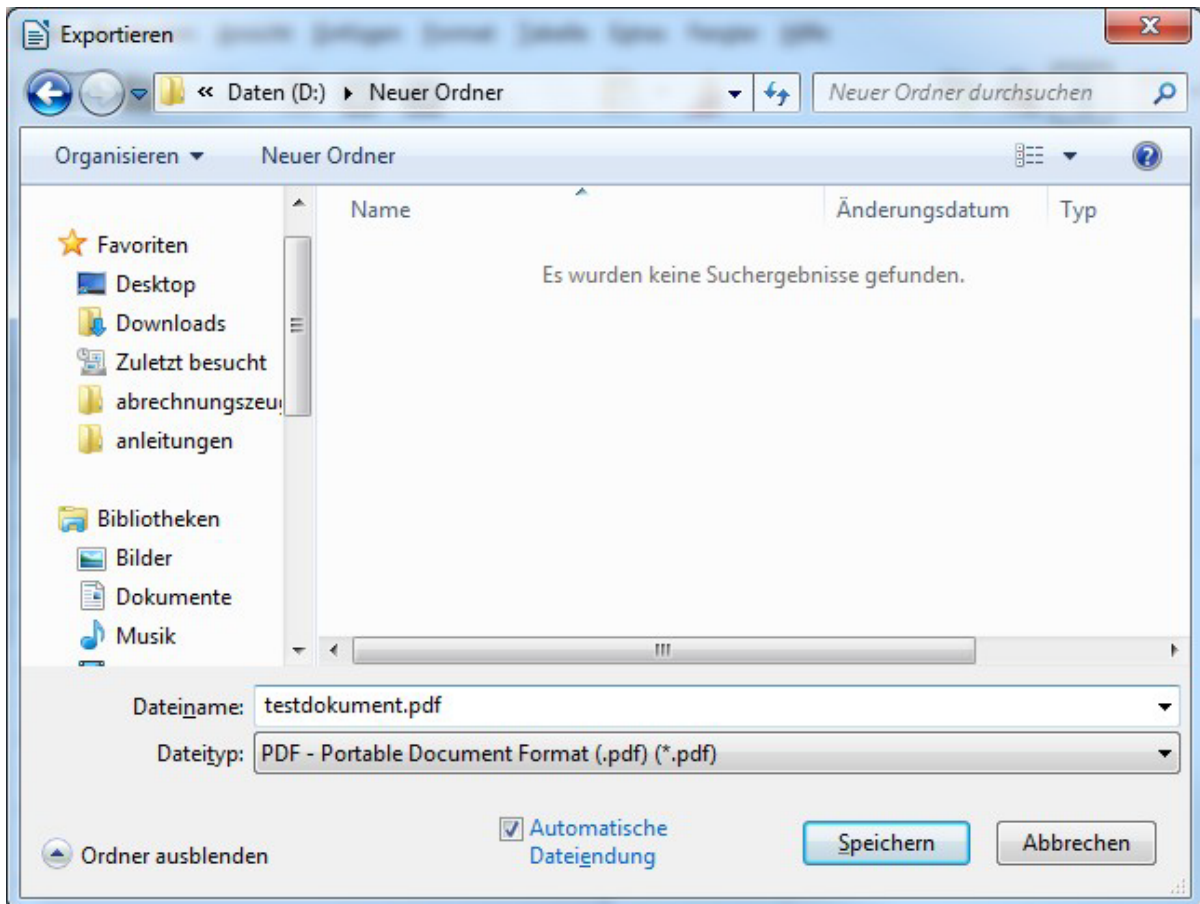 Exportieren
« Daten (D:) Neuer Ordner
Neuer Ordner durchsuchen
Organisieren
Neuer Ordner
Name
Änderungsdatum
Typ
Es wurden keine Suchergebnisse gefunden.
Favoriten
Desktop
Downloads
Zuletzt besucht
abrechnungszeu
anleitungen
Bibliotheken
Bilder
Dokumente
Musik
Dateiname: testdokument.pdf
Dateityp: PDF - Portable Document Format (.pdf) (*.pdf)
Automatische
Dateiendung
Ordner ausblenden
Speichern
Abbrechen